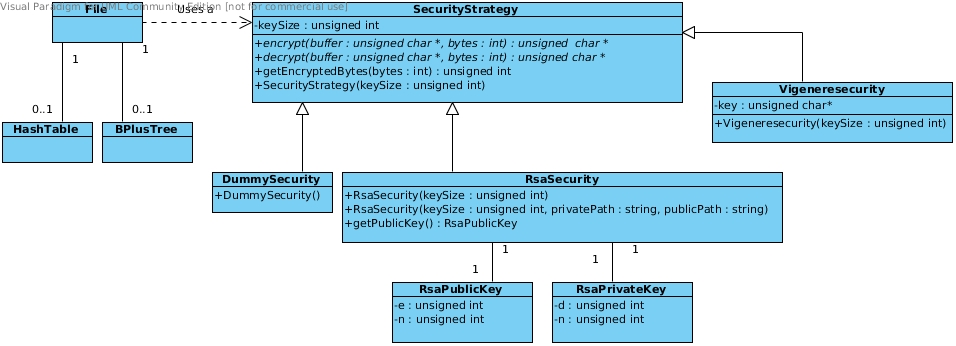 Visual Paradigm for UML Community Edition [not for commercial use]
File
Uses a
1
1
0..1
0..1
HashTable
BPlusTree
SecurityStrategy
-keySize : unsigned int
+encrypt(buffer : unsigned char *, bytes : int) : unsigned  char *
+decrypt(buffer : unsigned char *, bytes : int) : unsigned char *
+getEncryptedBytes(bytes : int) : unsigned int
+SecurityStrategy(keySize : unsigned int)
Vigeneresecurity
-key : unsigned char*
+Vigeneresecurity(keySize : unsigned int)
DummySecurity
+DummySecurity()
RsaSecurity
+RsaSecurity(keySize : unsigned int)
+RsaSecurity(keySize : unsigned int, privatePath : string, publicPath : string)
+getPublicKey() : RsaPublicKey
1
1
1
1
RsaPublicKey
-e : unsigned int
-n : unsigned int
RsaPrivateKey
-d : unsigned int
-n : unsigned int